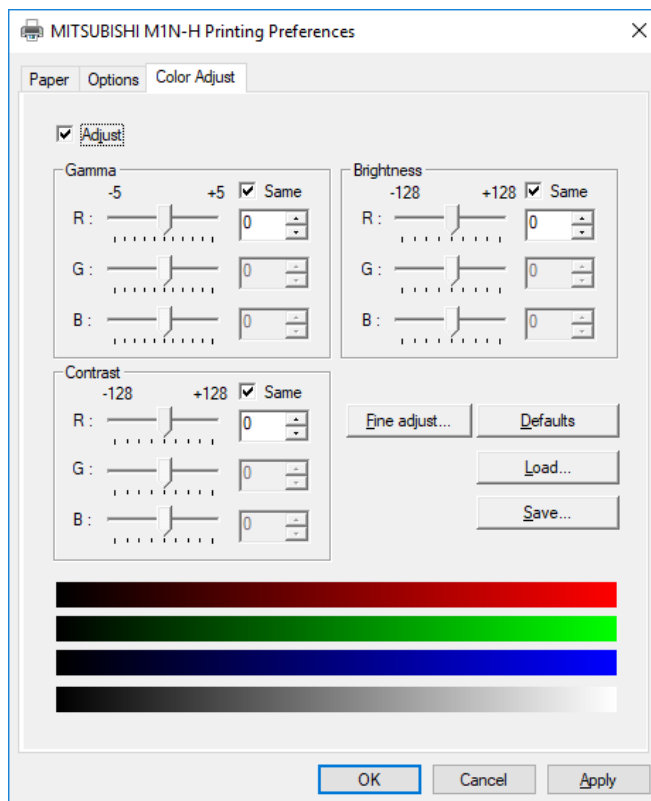 MITSUBISHI M1N-H Printing Preferences
Paper Options Color Adjust
Adjust
Gamma Brightness
-5 +5 Same -128 +128 Same
R : 0 R : 0
G : 0 G : 0
B : 0 B : 0
Contrast
-128 +128 Same
R : 0 Fine adjust... Defaults
G : 0 Load...
B : 0 Save...
OK Cancel Apply